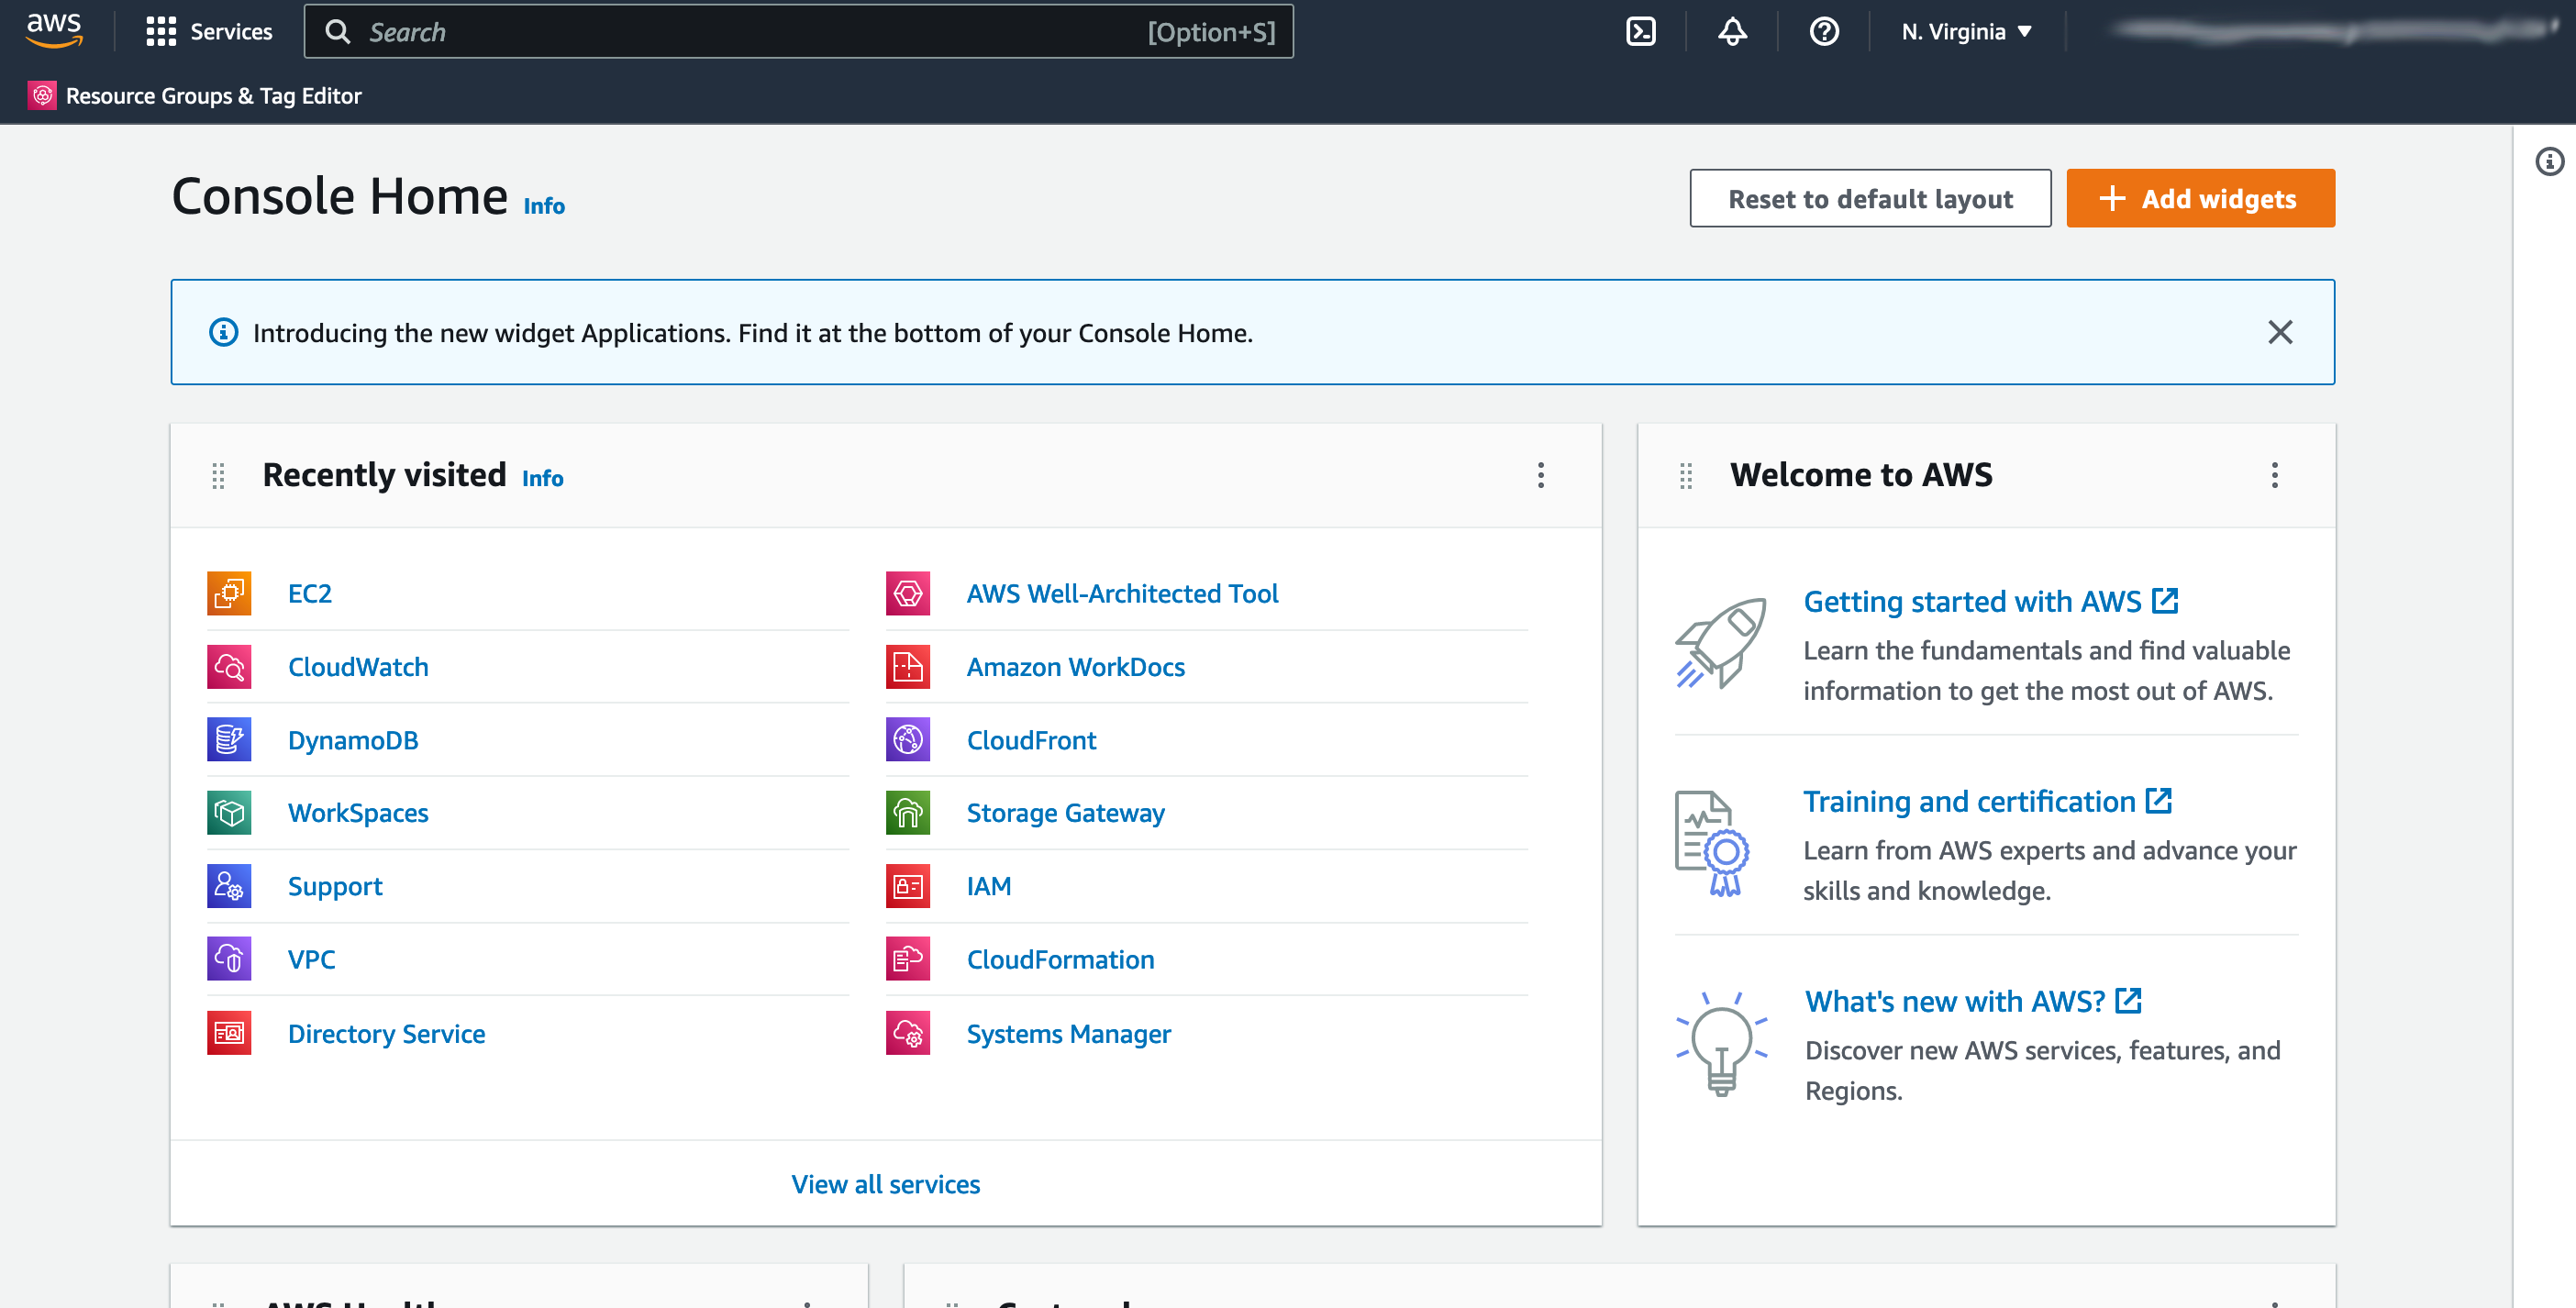 aws
Services
Search
[Option+S]
N. Virginia
Resource Groups & Tag Editor
Console Home Info
Reset to default layout
Add widgets
Introducing the new widget Applications. Find it at the bottom of your Console Home.
Recently visited Info
EC2
CloudWatch
DynamoDB
WorkSpaces
Support
VPC
Directory Service
AWS Well-Architected Tool
Amazon WorkDocs
CloudFront
Storage Gateway
IAM
CloudFormation
Systems Manager
View all services
Welcome to AWS
Getting started with AWS
Learn the fundamentals and find valuable
information to get the most out of AWS.
Training and certification
Learn from AWS experts and advance your
skills and knowledge.
What's new with AWS?
Discover new AWS services, features, and
Regions.
AWS Health